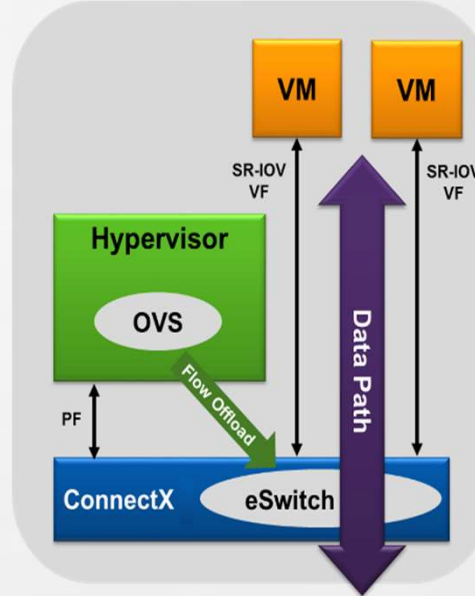 VM
VM
SR-IOV
VF
SR-IOV
VF
Hypervisor
OVS
Data Path
Flow Offload
PF
ConnectX
eSwitch